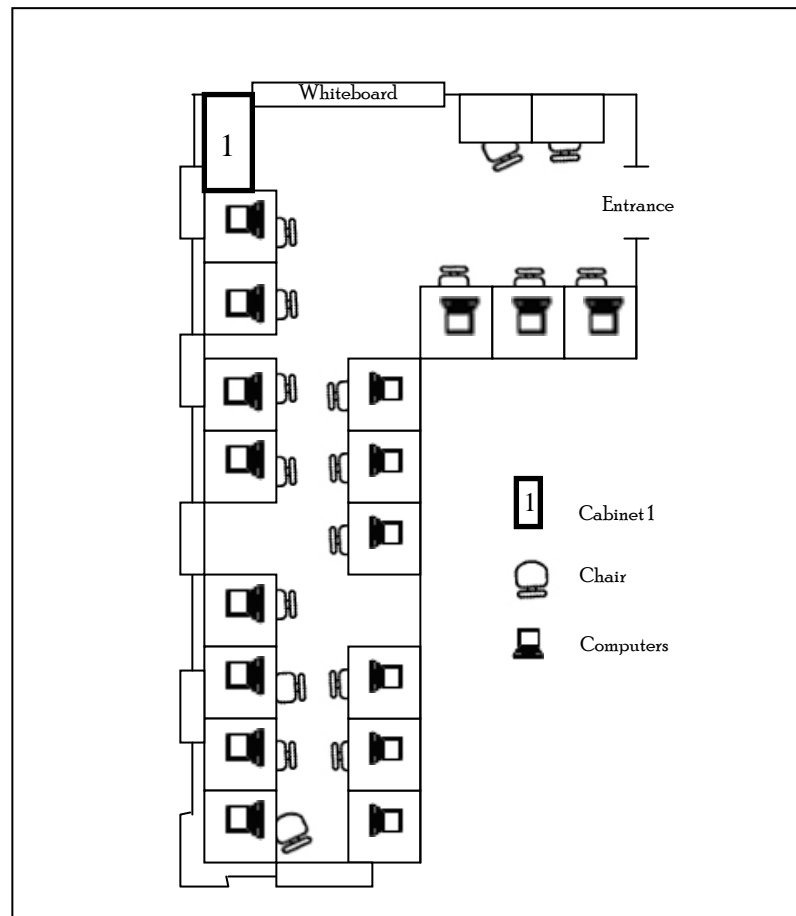 Whiteboard
1
Entrance
1
Cabinet 1
Chair
Computers